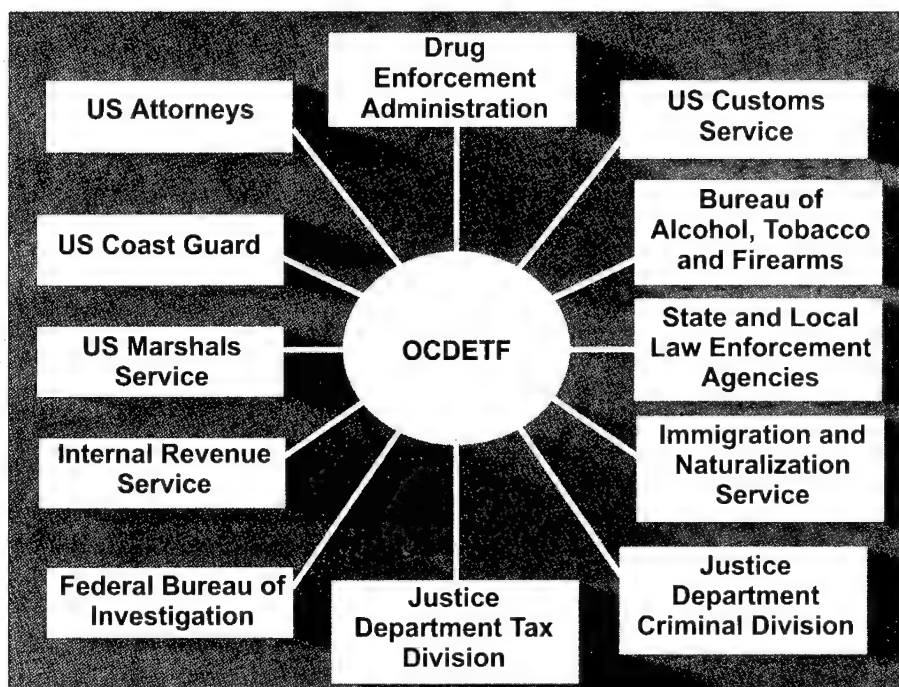 Drug
Enforcement
Administration
US Attorneys
US Customs
Service
US Coast Guard
Bureau of
Alcohol, Tobacco
and Firearms
US Marshals
Service
OCDETF
State and Local
Law Enforcement
Agencies
Internal Revenue
Service
Immigration and
Naturalization
Service
Federal Bureau of
Investigation
Justice
Department Tax
Division
Justice
Department
Criminal Division